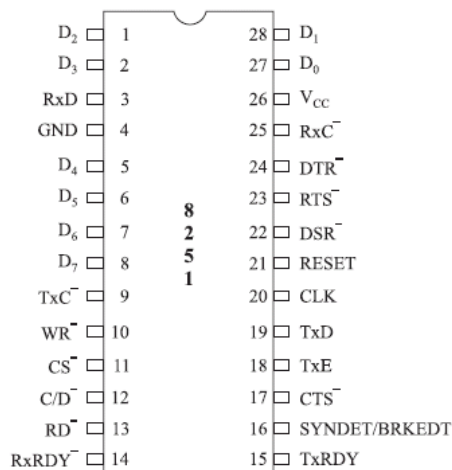 D₂ 1 28 D₁
D₃ 2 27 D₀
RxD 3 26 V_CC
GND 4 25 RxC‾
D₄ 5 24 DTR‾
D₅ 6 23 RTS‾
8
D₆ 7 2 22 DSR‾
5
D₇ 8 21 RESET
1
TxC‾ 9 20 CLK
WR‾ 10 19 TxD
CS‾ 11 18 TxE
C/D‾ 12 17 CTS‾
RD‾ 13 16 SYNDET/BRKEDT
RxRDY‾ 14 15 TxRDY